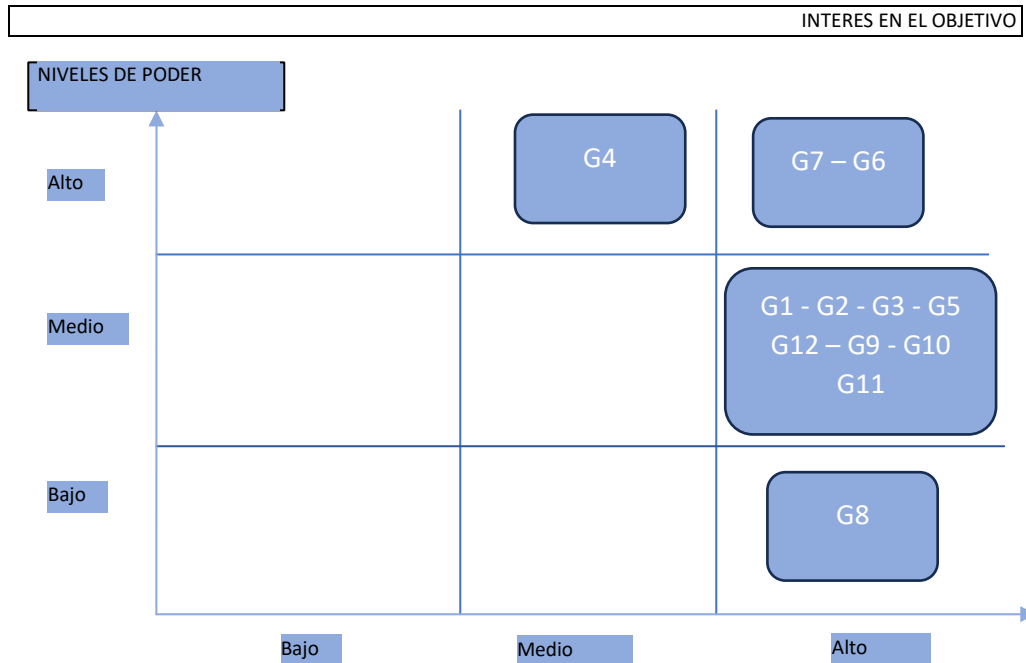 INTERES EN EL OBJETIVO
NIVELES DE PODER
Alto
G4
G7 – G6
Medio
G1 - G2 - G3 - G5
G12 – G9 - G10
G11
Bajo
G8
Bajo
Medio
Alto